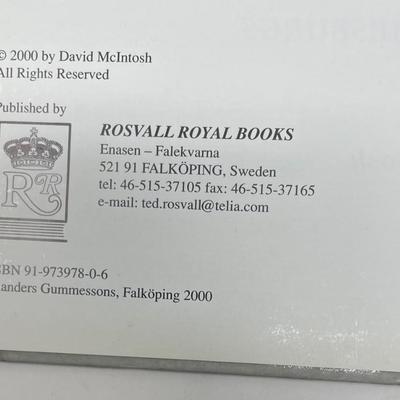 © 2000 by David McIntosh
All Rights Reserved
Published by
RR
ROSVALL ROYAL BOOKS
Enasen – Falekvarna
521 91 FALKÖPING, Sweden
tel: 46-515-37105 fax: 46-515-37165
e-mail: ted.rosvall@telia.com
SBN 91-973978-0-6
anders Gummessons, Falköping 2000